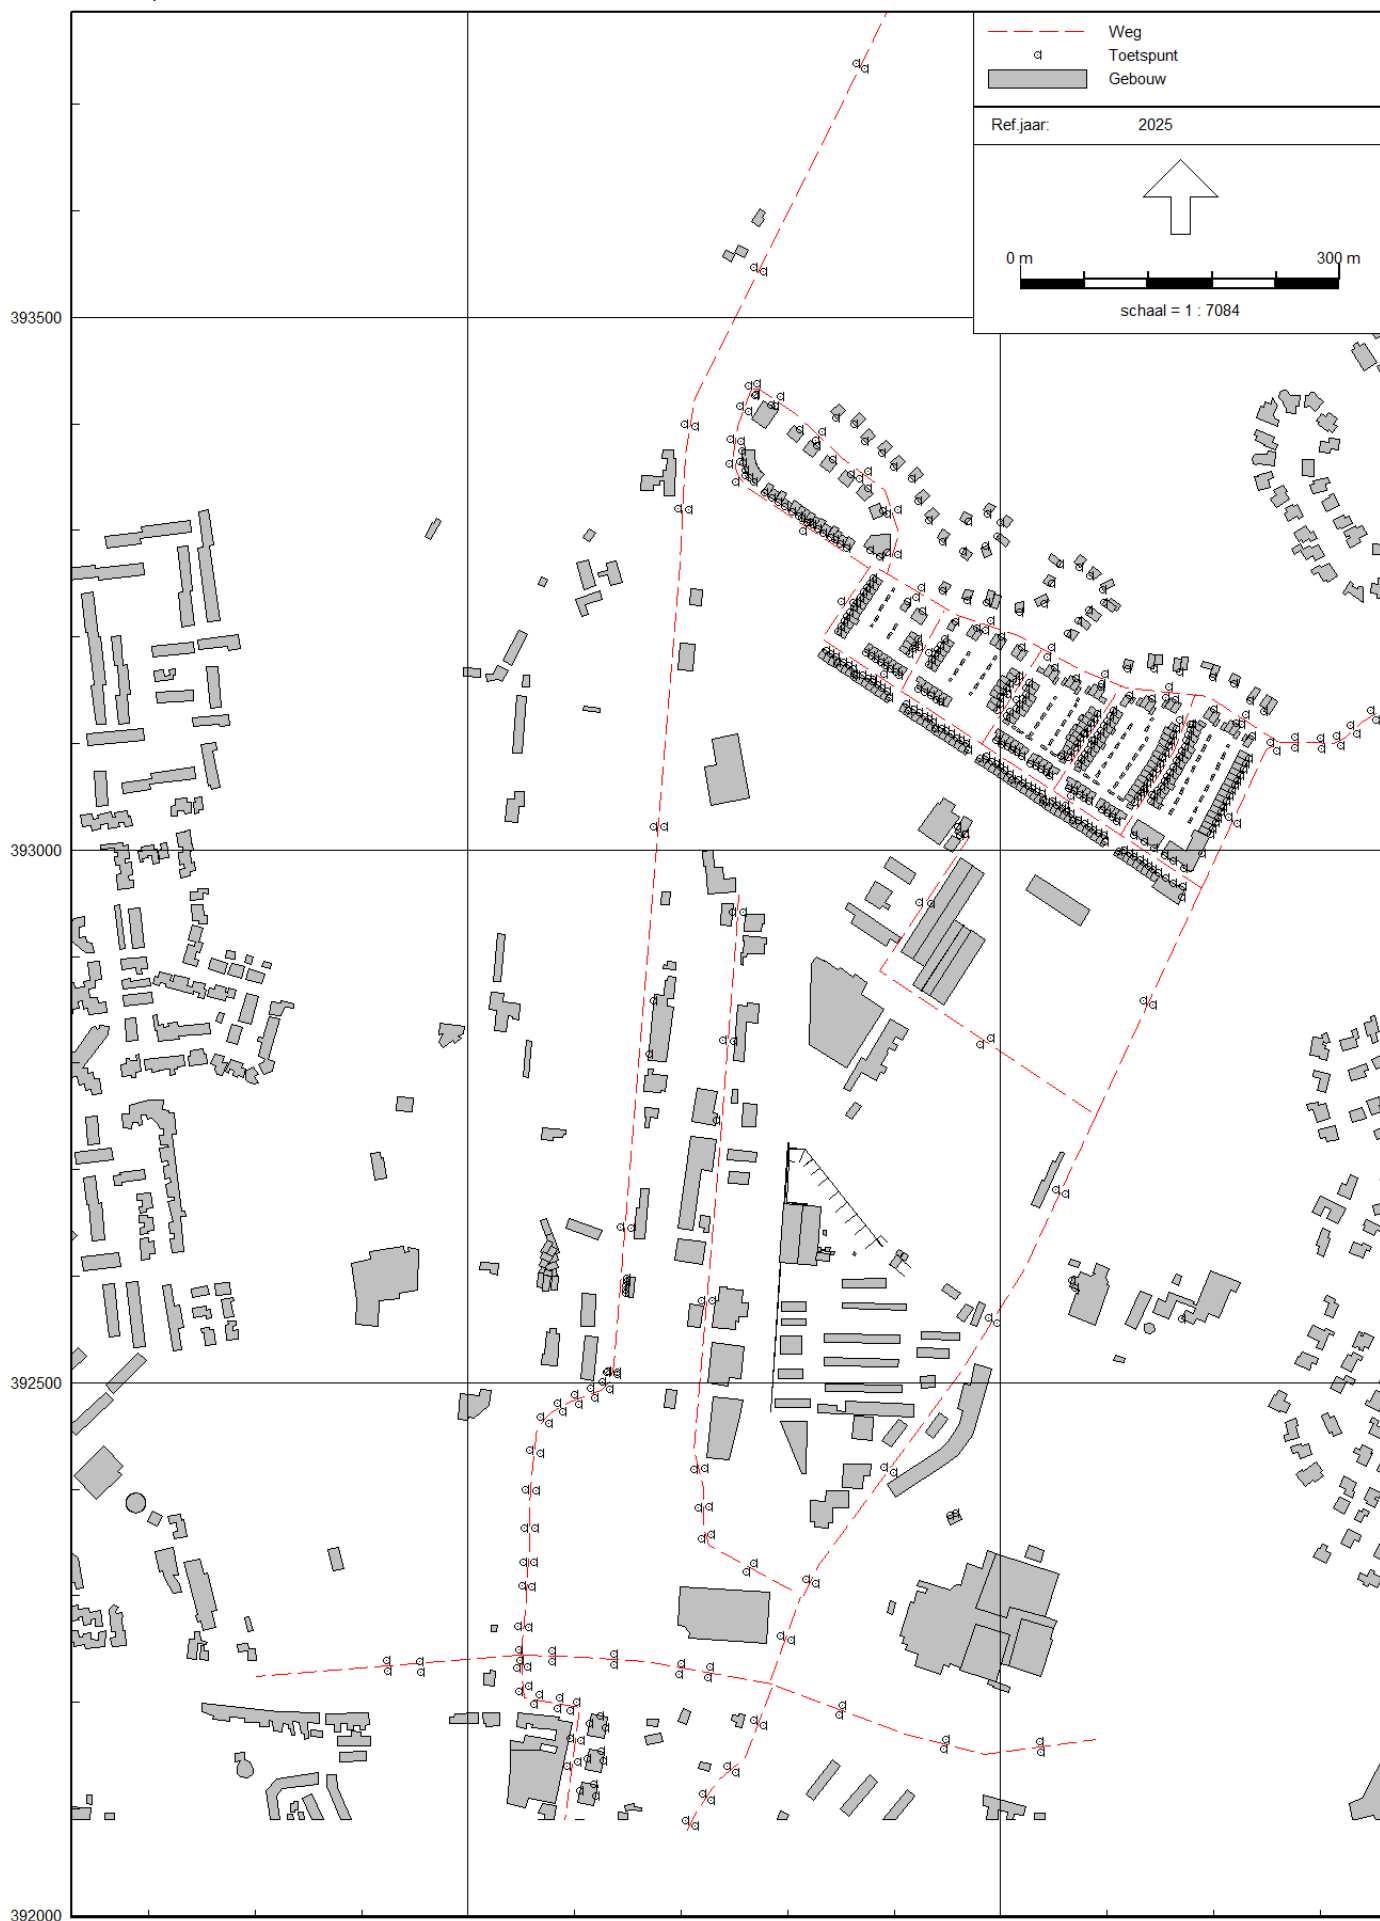 Weg
Toetspunt
Gebouw
Ref.jaar: 2025
0 m 300 m
schaal = 1 : 7084
393500
393000
392500
392000